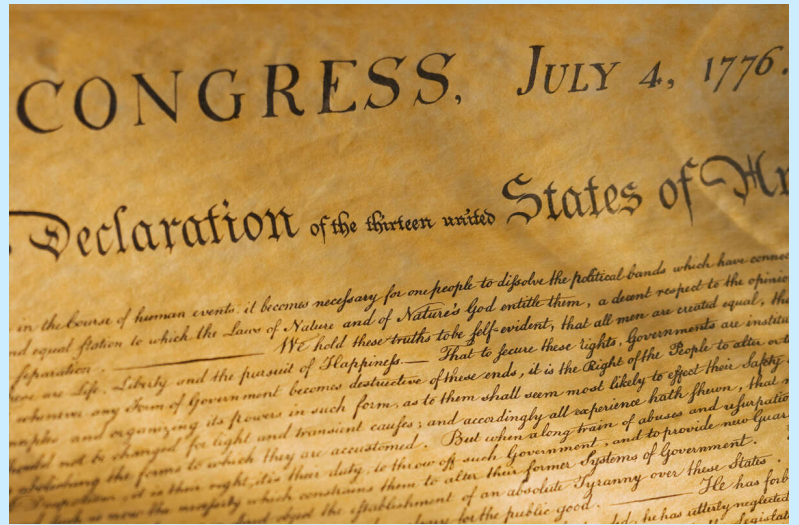 CONGRESS, JULY 4, 1776.
Declaration of the thirteen united States of
in the Course of human events, it becomes necessary for one people to dissolve the political bands which have
equal station to which the Laws of Nature and of Nature's God entitle them, a decent respect to the
separation. We hold these truths to be self-evident, that all men are created equal,
are Life, Liberty and the pursuit of Happiness.— That to secure these rights, Governments are
whenever any Form of Government becomes destructive of these ends, it is the Right of the People to alter or
and organizing its powers in such form, as to them shall seem most likely to effect their Safety
not be changed for light and transient causes; and accordingly all experience hath shewn, that
abolishing the forms to which they are accustomed. But when a long train of abuses and usurpations
it is their right, it is their duty, to throw off such Government, and to provide new
now the necessity which constrains them to alter their former Systems of Government.
object the establishment of an absolute Tyranny over these States.
for the public good. He has
he has utterly neglected